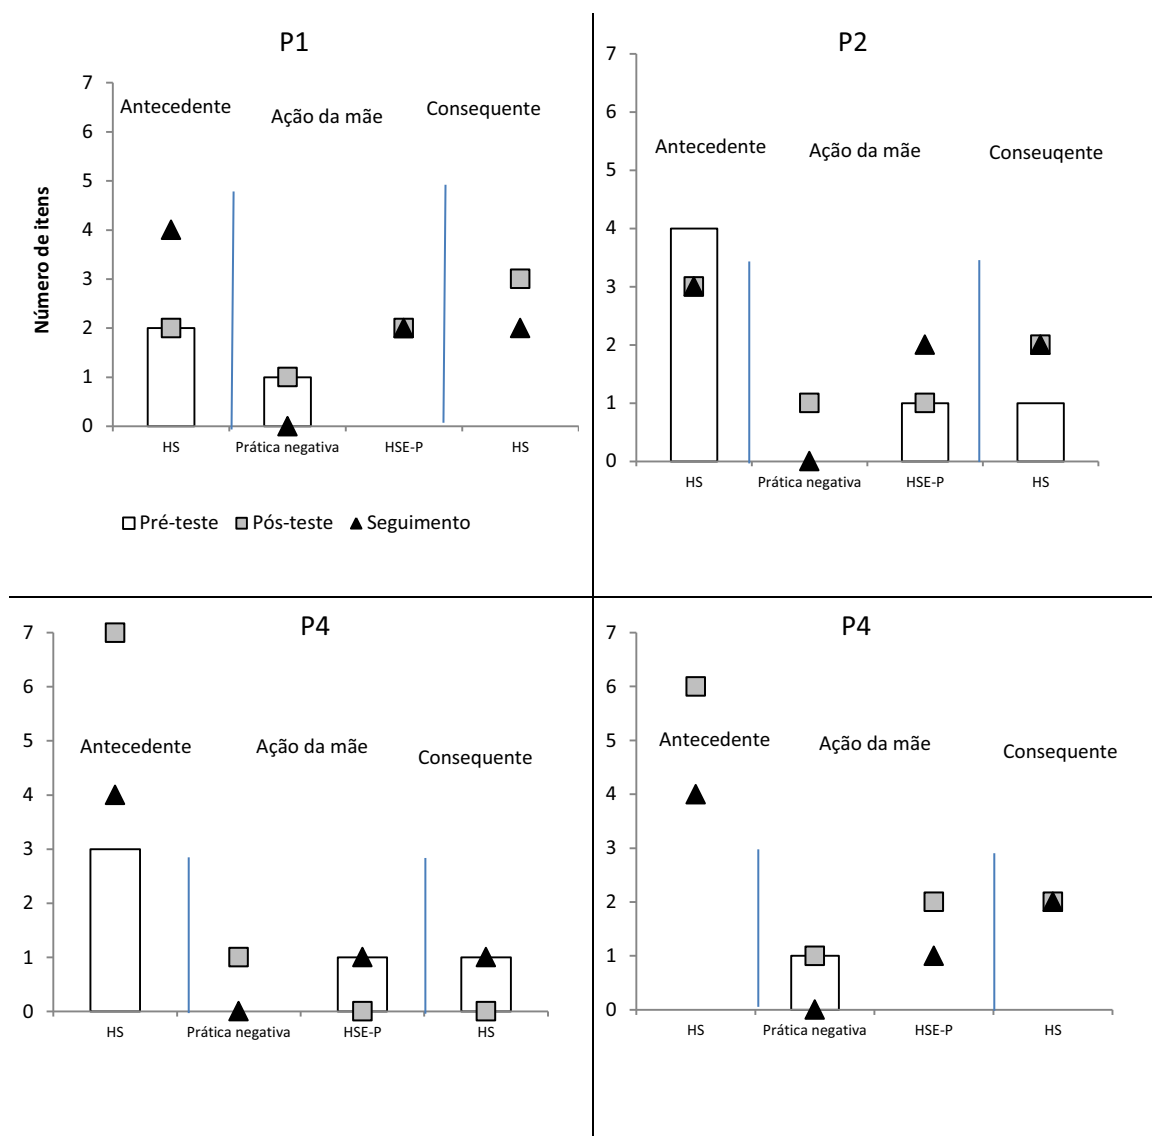 P1
7
Antecedente
Ação da mãe
Consequente
6
5
4
3
2
1
0
Número de itens
HS
Prática negativa
HSE-P
HS
Pré-teste Pós-teste Seguimento
P2
7
6
Antecedente
Ação da mãe
Conseuqente
5
4
3
2
1
0
HS
Prática negativa
HSE-P
HS
P4
7
6
5
Antecedente
Ação da mãe
Consequente
4
3
2
1
0
HS
Prática negativa
HSE-P
HS
P4
7
6
5
Antecedente
Ação da mãe
Consequente
4
3
2
1
0
HS
Prática negativa
HSE-P
HS